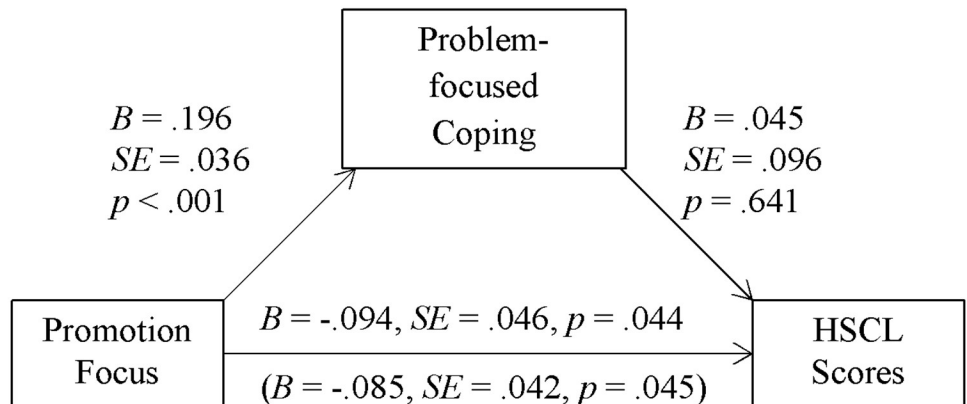 Problem-
focused
Coping
B = .196
SE = .036
p < .001
B = .045
SE = .096
p = .641
Promotion
Focus
B = -.094, SE = .046, p = .044
(B = -.085, SE = .042, p = .045)
HSCL
Scores